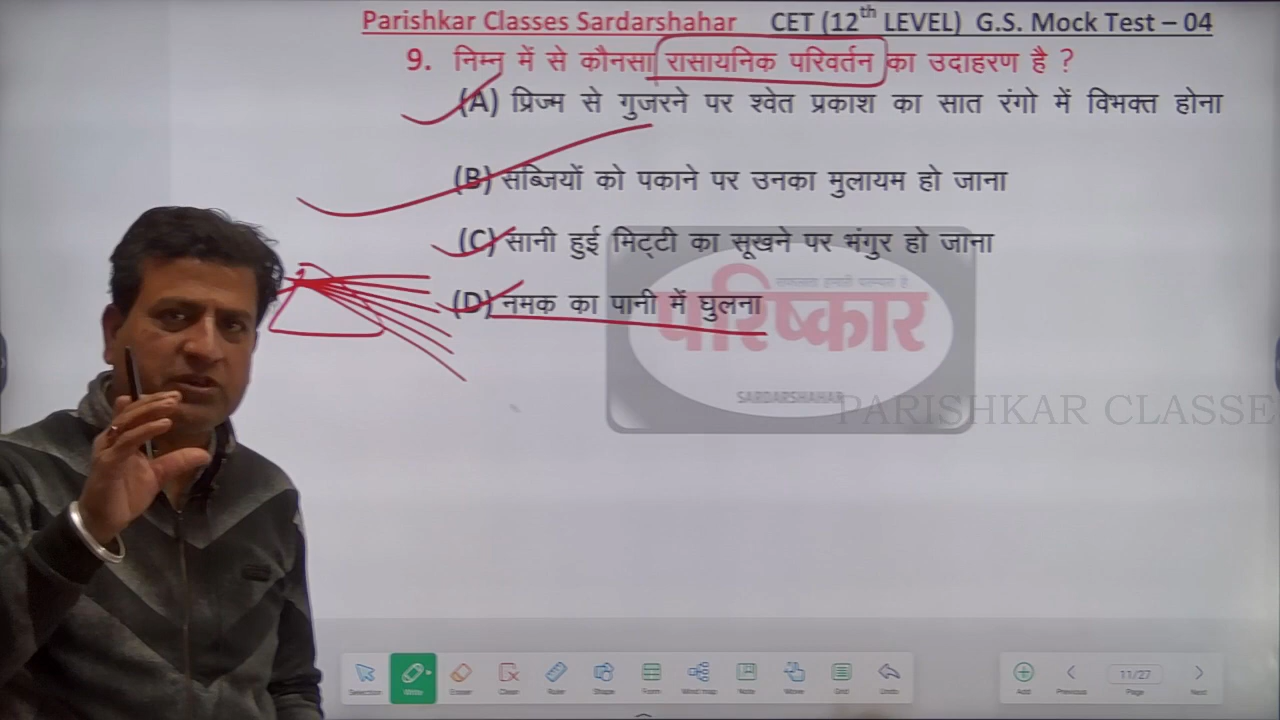 Parishkar Classes Sardarshahar CET (12th LEVEL) G.S. Mock Test – 04
9. निम्न में से कौनसा रासायनिक परिवर्तन का उदाहरण है ?
(A) प्रिज्म से गुजरने पर श्वेत प्रकाश का सात रंगो में विभक्त होना
(B) सब्जियों को पकाने पर उनका मुलायम हो जाना
(C) सानी हुई मिट्टी का सूखने पर भंगुर हो जाना
(D) नमक का पानी में घुलना
परिष्कार
SARDARSHAHAR
PARISHKAR CLASSE
Selection Write Eraser Clear Ruler Shape Form Mind map Note Move Grid Undo Add Previous 11/27 Page Next